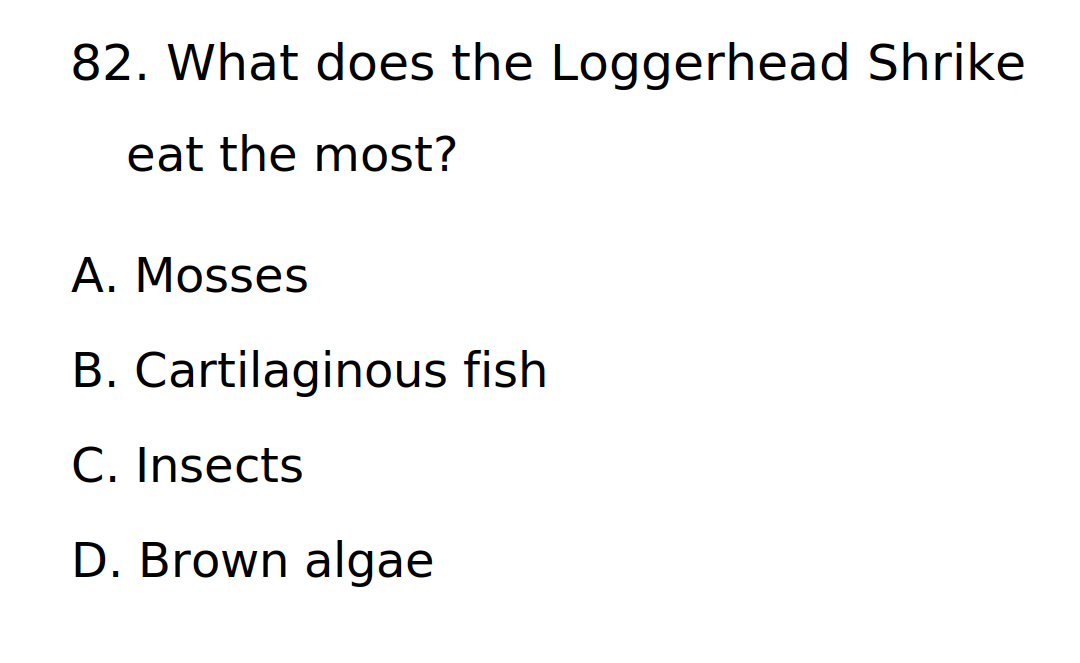 82. What does the Loggerhead Shrike
eat the most?
A. Mosses
B. Cartilaginous fish
C. Insects
D. Brown algae